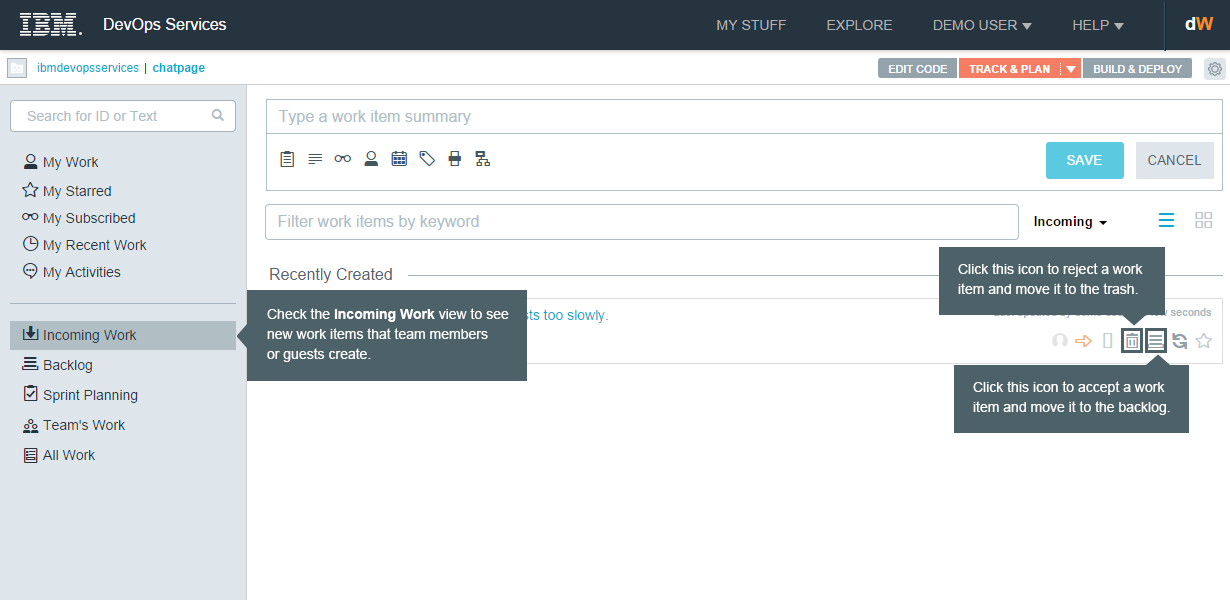 IBM. DevOps Services MY STUFF EXPLORE DEMO USER HELP dW
ibmdevopsservices | chatpage EDIT CODE TRACK & PLAN BUILD & DEPLOY
Search for ID or Text
My Work
My Starred
My Subscribed
My Recent Work
My Activities
Incoming Work
Backlog
Sprint Planning
Team's Work
All Work
Type a work item summary
SAVE CANCEL
Filter work items by keyword Incoming
Recently Created
Click this icon to reject a work
item and move it to the trash.
Check the Incoming Work view to see
new work items that team members
or guests create.
too slowly.
seconds
Click this icon to accept a work
item and move it to the backlog.